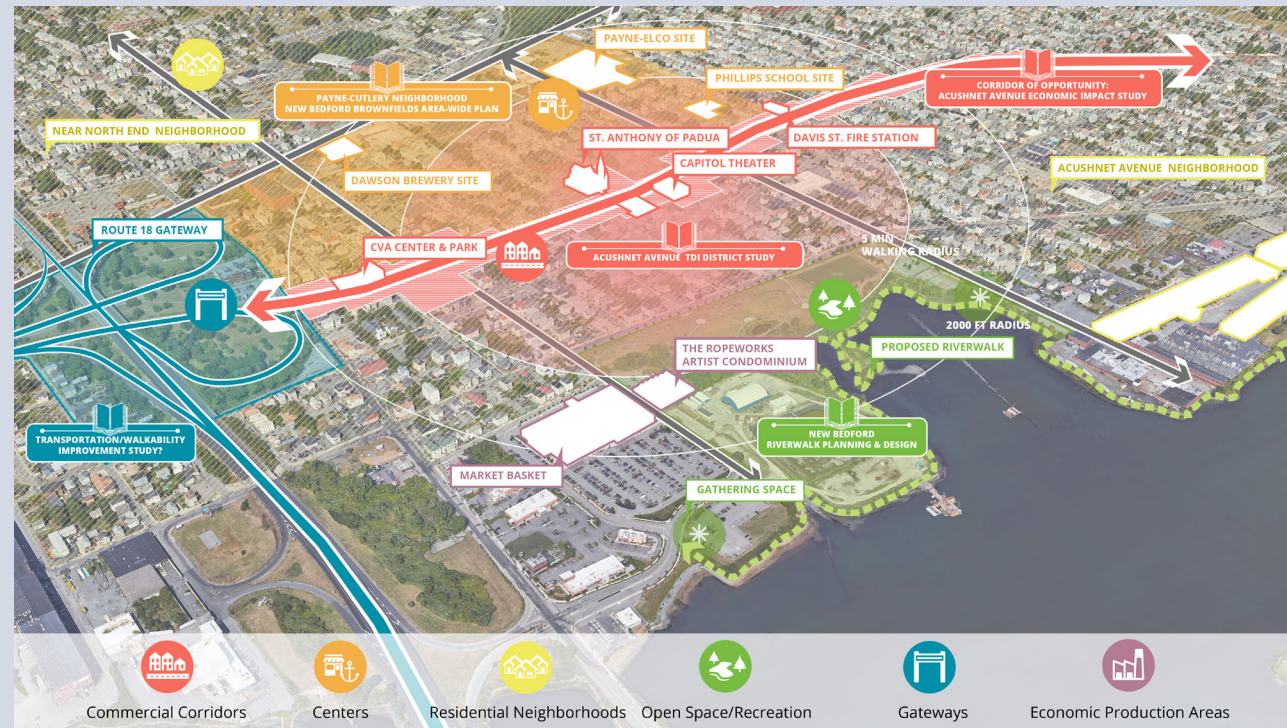 PAYNE-ELCO SITE
PHILLIPS SCHOOL SITE
CORRIDOR OF OPPORTUNITY:
ACUSHNET AVENUE ECONOMIC IMPACT STUDY
PAYNE-CUTLERY NEIGHBORHOOD
NEW BEDFORD BROWNFIELDS AREA-WIDE PLAN
NEAR NORTH END NEIGHBORHOOD
ST. ANTHONY OF PADUA
DAVIS ST. FIRE STATION
CAPITOL THEATER
ACUSHNET AVENUE NEIGHBORHOOD
DAWSON BREWERY SITE
ROUTE 18 GATEWAY
CVA CENTER & PARK
ACUSHNET AVENUE TDI DISTRICT STUDY
5 MIN
WALKING RADIUS
2000 FT RADIUS
THE ROPEWORKS
ARTIST CONDOMINIUM
PROPOSED RIVERWALK
TRANSPORTATION/WALKABILITY
IMPROVEMENT STUDY?
NEW BEDFORD
RIVERWALK PLANNING & DESIGN
MARKET BASKET
GATHERING SPACE
Commercial Corridors
Centers
Residential Neighborhoods
Open Space/Recreation
Gateways
Economic Production Areas